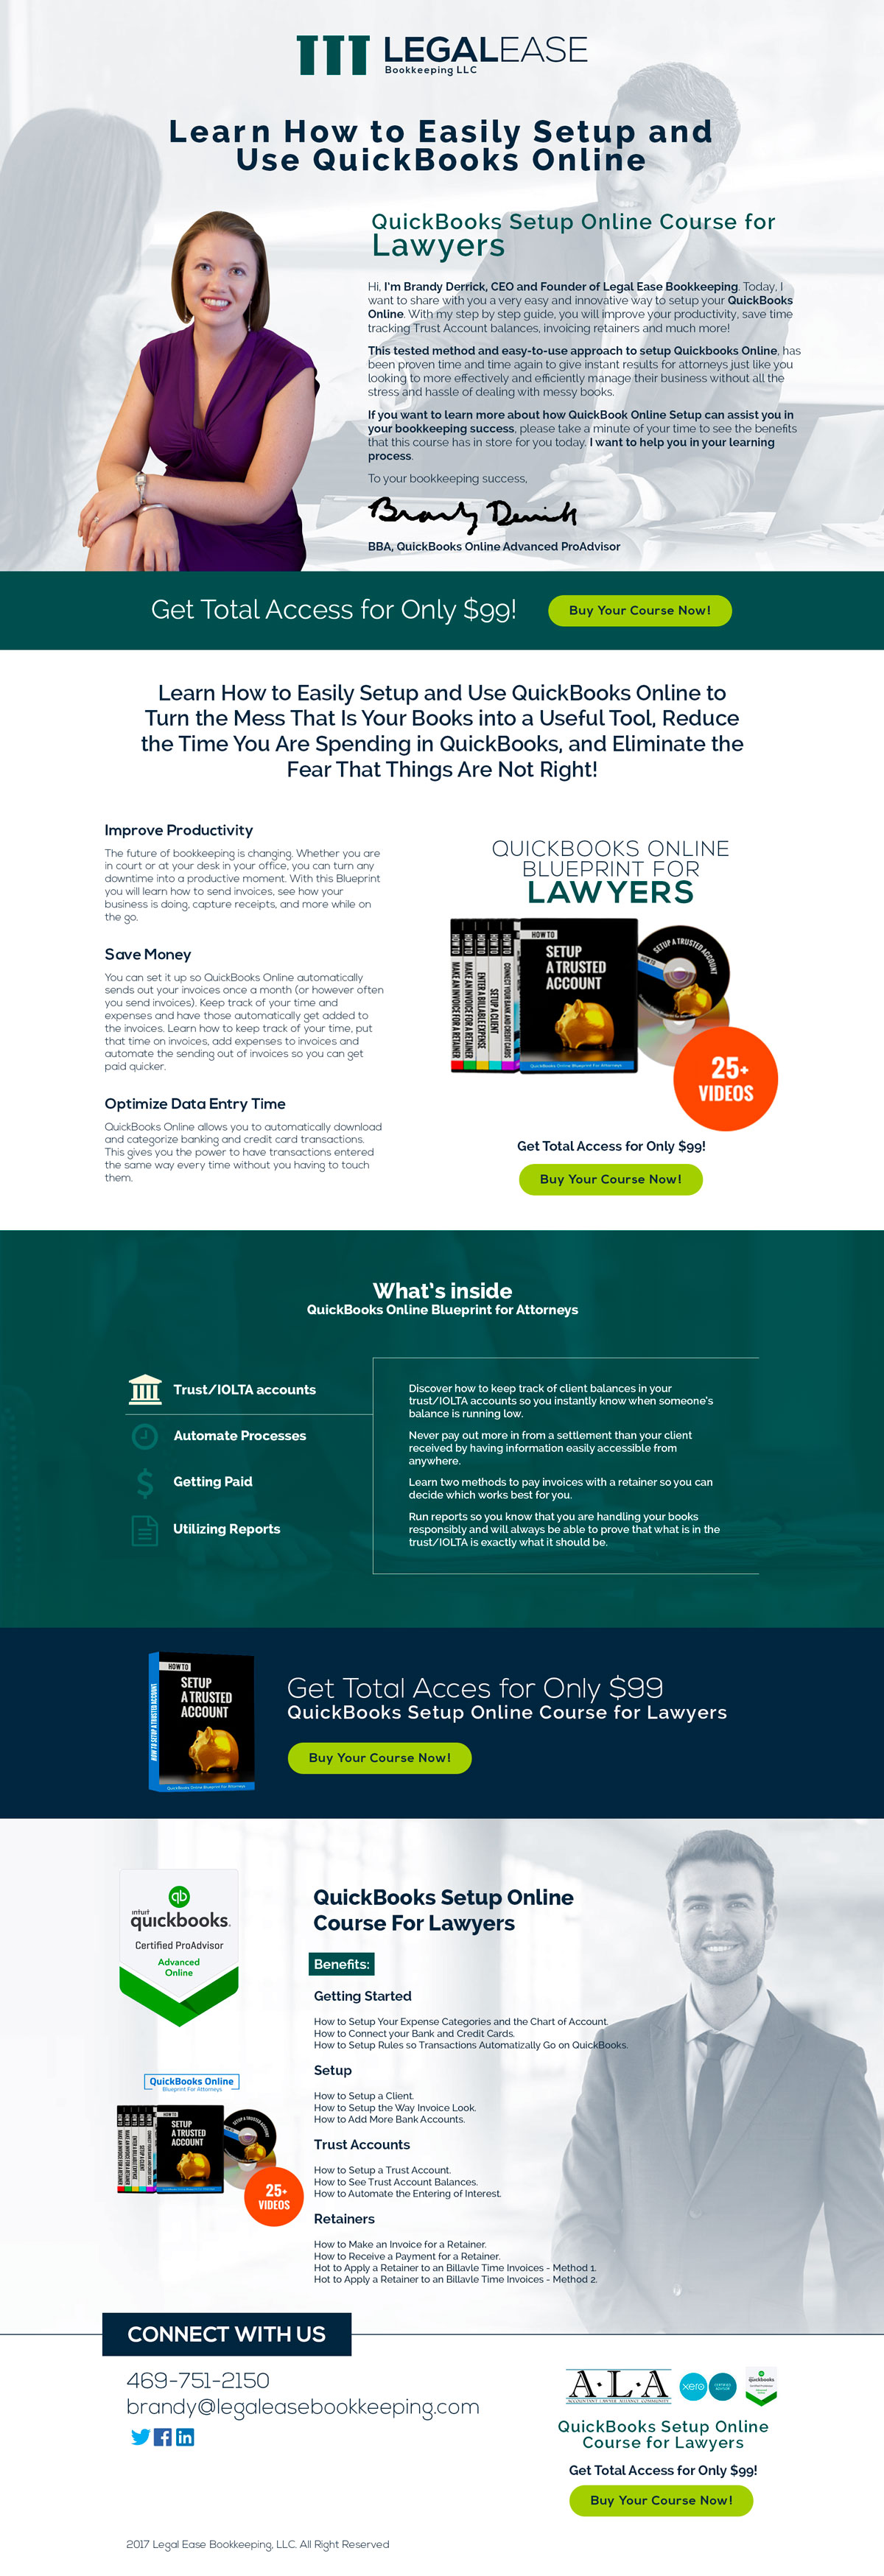 LEGALEASE
Bookkeeping LLC
Learn How to Easily Setup and
Use QuickBooks Online
QuickBooks Setup Online Course for
Lawyers
Hi, I'm Brandy Derrick, CEO and Founder of Legal Ease Bookkeeping. Today, I
want to share with you a very easy and innovative way to setup your QuickBooks
Online. With my step by step guide, you will improve your productivity, save time
tracking Trust Account balances, invoicing retainers and much more!
This tested method and easy-to-use approach to setup Quickbooks Online, has
been proven time and time again to give instant results for attorneys just like you
looking to more effectively and efficiently manage their business without all the
stress and hassle of dealing with messy books.
If you want to learn more about how QuickBook Online Setup can assist you in
your bookkeeping success, please take a minute of your time to see the benefits
that this course has in store for you today. I want to help you in your learning
process.
To your bookkeeping success,
Brandy Derrick
BBA, QuickBooks Online Advanced ProAdvisor
Get Total Access for Only $99!
Buy Your Course Now!
Learn How to Easily Setup and Use QuickBooks Online to
Turn the Mess That Is Your Books into a Useful Tool, Reduce
the Time You Are Spending in QuickBooks, and Eliminate the
Fear That Things Are Not Right!
Improve Productivity
The future of bookkeeping is changing. Whether you are
in court or at your desk in your office, you can turn any
downtime into a productive moment. With this Blueprint
you will learn how to send invoices, see how your
business is doing, capture receipts, and more while on
the go.
Save Money
You can set it up so QuickBooks Online automatically
sends out your invoices once a month (or however often
you send invoices). Keep track of your time and
expenses and have those automatically get added to
the invoices. Learn how to keep track of your time, put
that time on invoices, add expenses to invoices and
automate the sending out of invoices so you can get
paid quicker.
Optimize Data Entry Time
QuickBooks Online allows you to automatically download
and categorize banking and credit card transactions.
This gives you the power to have transactions entered
the same way every time without you having to touch
them.
QUICKBOOKS ONLINE
BLUEPRINT FOR
LAWYERS
MAKE AN INVOICE FOR A RETAINER
ENTER A BILLABLE EXPENSE
SETUP A CLIENT
CONNECT YOUR BANK AND CREDIT CARDS
HOW TO
SETUP
A TRUSTED
ACCOUNT
QuickBooks Online Blueprint For Attorneys
SETUP A TRUSTED ACCOUNT
HOW TO
25+
VIDEOS
Get Total Access for Only $99!
Buy Your Course Now!
What's inside
QuickBooks Online Blueprint for Attorneys
Trust/IOLTA accounts
Automate Processes
Getting Paid
Utilizing Reports
Discover how to keep track of client balances in your
trust/IOLTA accounts so you instantly know when someone's
balance is running low.
Never pay out more in from a settlement than your client
received by having information easily accessible from
anywhere.
Learn two methods to pay invoices with a retainer so you can
decide which works best for you.
Run reports so you know that you are handling your books
responsibly and will always be able to prove that what is in the
trust/IOLTA is exactly what it should be.
HOW TO SETUP A TRUSTED ACCOUNT
HOW TO
SETUP
A TRUSTED
ACCOUNT
QuickBooks Online Blueprint For Attorneys
Get Total Acces for Only $99
QuickBooks Setup Online Course for Lawyers
Buy Your Course Now!
qb
intuit
quickbooks.
Certified ProAdvisor
Advanced
Online
QuickBooks Online
Blueprint For Attorneys
HOW TO
SETUP
A TRUSTED
ACCOUNT
SETUP A TRUSTED ACCOUNT
25+
VIDEOS
QuickBooks Setup Online
Course For Lawyers
Benefits:
Getting Started
How to Setup Your Expense Categories and the Chart of Account.
How to Connect your Bank and Credit Cards.
How to Setup Rules so Transactions Automatizally Go on QuickBooks.
Setup
How to Setup a Client.
How to Setup the Way Invoice Look.
How to Add More Bank Accounts.
Trust Accounts
How to Setup a Trust Account.
How to See Trust Account Balances.
How to Automate the Entering of Interest.
Retainers
How to Make an Invoice for a Retainer.
How to Receive a Payment for a Retainer.
Hot to Apply a Retainer to an Billavle Time Invoices - Method 1.
Hot to Apply a Retainer to an Billavle Time Invoices - Method 2.
CONNECT WITH US
469-751-2150
brandy@legaleasebookkeeping.com
A·L·A
ACCOUNTANT LAWYER ALLIANCE COMMUNITY
xero
quickbooks
QuickBooks Setup Online
Course for Lawyers
Get Total Access for Only $99!
Buy Your Course Now!
2017 Legal Ease Bookkeeping, LLC. All Right Reserved